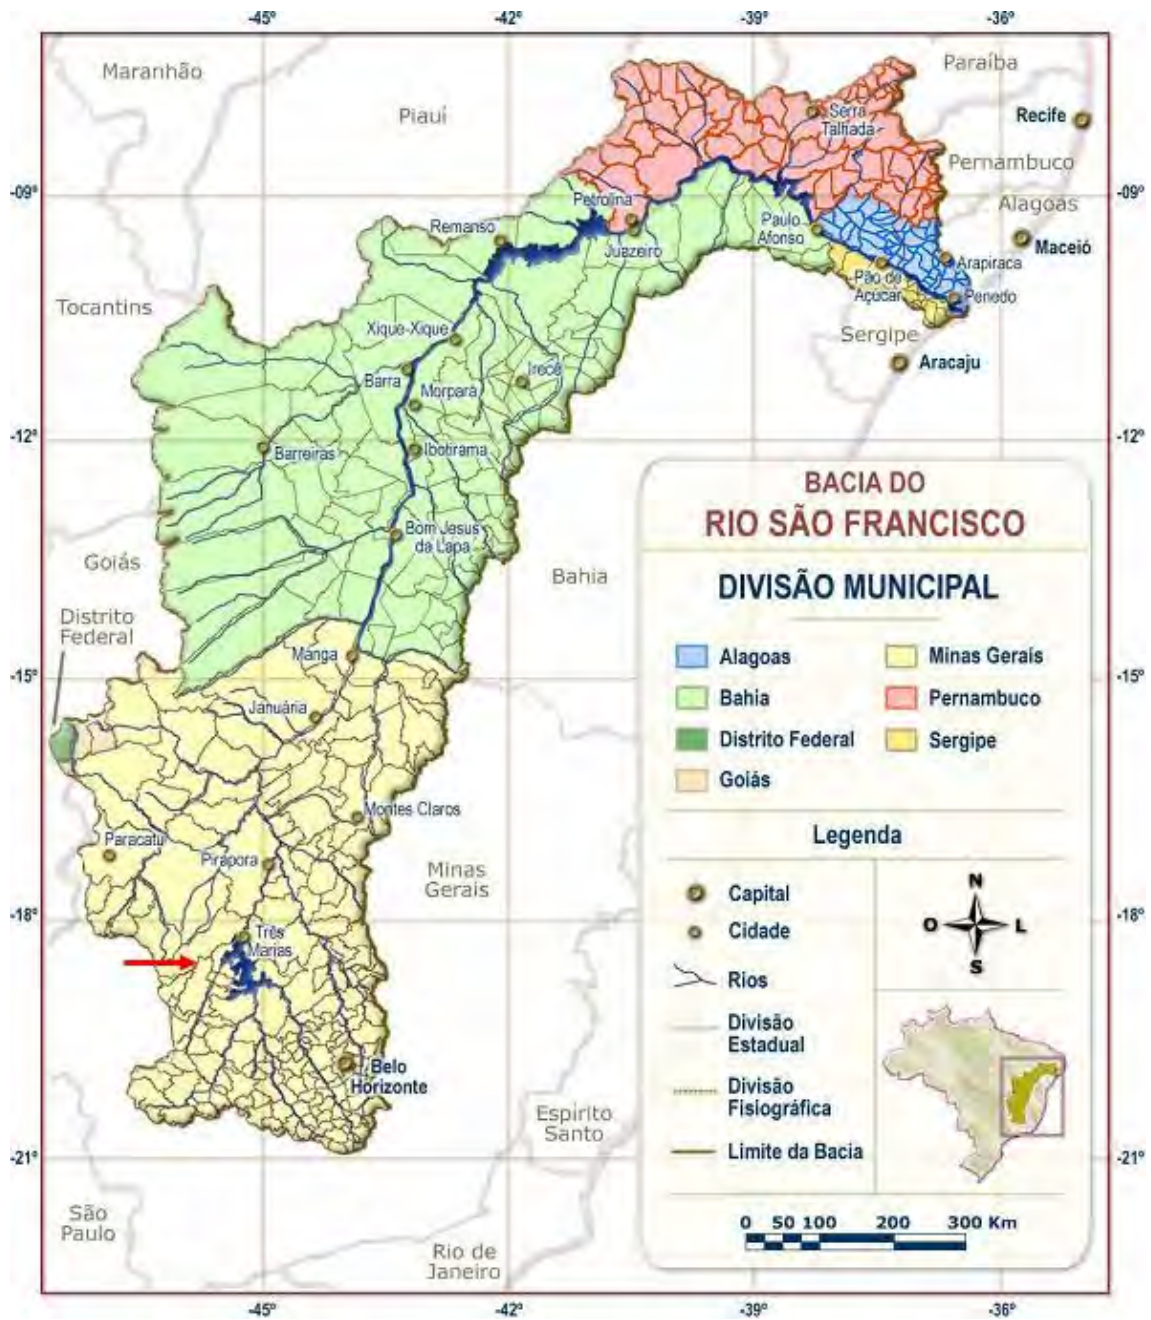 -45°
-42°
-39°
-36°
Maranhão
Piauí
Paraíba
Recife
Serra
Talhada
Pernambuco
-09°
-09°
Petrolina
Alagoas
Remanso
Paulo
Afonso
Maceió
Juazeiro
Arapiraca
Pão de
Açúcar
Penedo
Tocantins
Xique-Xique
Sergipe
Aracaju
Irecê
Barra
Morpará
-12°
-12°
Barreiras
Ibotirama
Bom Jesus
da Lapa
Goiás
Bahia
Distrito
Federal
Manga
-15°
-15°
Januária
Montes Claros
Paracatu
Pirapora
Minas
Gerais
-18°
-18°
Três
Marias
Belo
Horizonte
Espírito
Santo
-21°
-21°
São
Paulo
Rio de
Janeiro
-45°
-42°
-39°
-36°
BACIA DO
RIO SÃO FRANCISCO
DIVISÃO MUNICIPAL
Alagoas
Minas Gerais
Bahia
Pernambuco
Distrito Federal
Sergipe
Goiás
Legenda
Capital
Cidade
Rios
Divisão
Estadual
Divisão
Fisiográfica
Limite da Bacia
N
O
L
S
0 50 100 200 300 Km